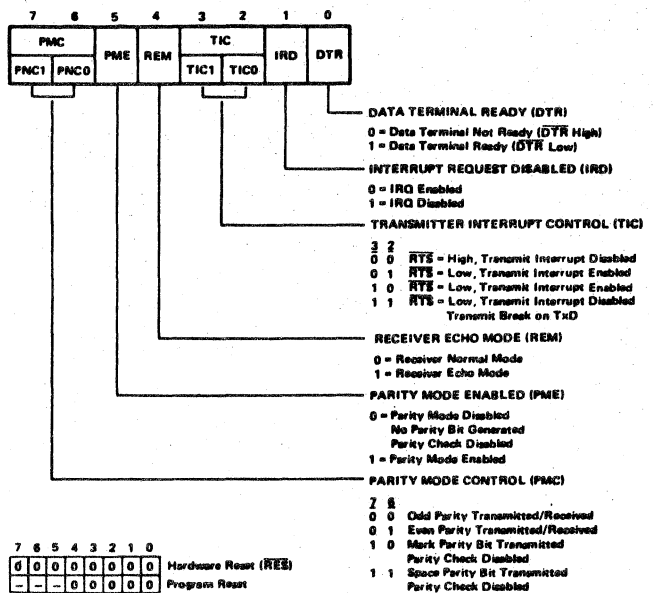 7 6 5 4 3 2 1 0
PMC PME REM TIC IRD DTR
PNC1 PNC0 TIC1 TIC0
DATA TERMINAL READY (DTR)
0 = Data Terminal Not Ready (DTR High)
1 = Data Terminal Ready (DTR Low)
INTERRUPT REQUEST DISABLED (IRD)
0 = IRQ Enabled
1 = IRQ Disabled
TRANSMITTER INTERRUPT CONTROL (TIC)
3 2
0 0 RTS = High, Transmit Interrupt Disabled
0 1 RTS = Low, Transmit Interrupt Enabled
1 0 RTS = Low, Transmit Interrupt Enabled
1 1 RTS = Low, Transmit Interrupt Disabled
Transmit Break on TxD
RECEIVER ECHO MODE (REM)
0 = Receiver Normal Mode
1 = Receiver Echo Mode
PARITY MODE ENABLED (PME)
0 = Parity Mode Disabled
No Parity Bit Generated
Parity Check Disabled
1 = Parity Mode Enabled
PARITY MODE CONTROL (PMC)
7 6
0 0 Odd Parity Transmitted/Received
0 1 Even Parity Transmitted/Received
1 0 Mark Parity Bit Transmitted
Parity Check Disabled
1 1 Space Parity Bit Transmitted
Parity Check Disabled
7 6 5 4 3 2 1 0
0 0 0 0 0 0 0 0 Hardware Reset (RES)
- - - 0 0 0 0 0 Program Reset